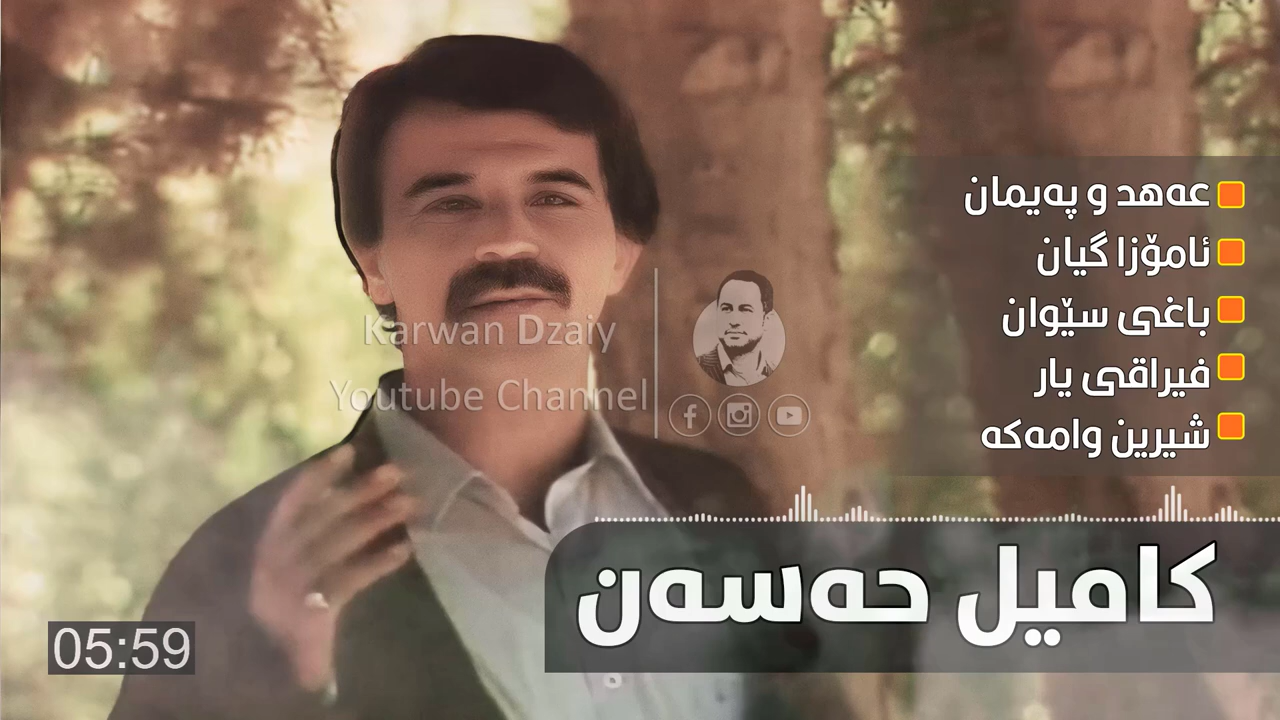 عەهد و پەیمان
ئامۆزا گیان
باغی سێوان
فیراقی یار
شیرین وامەکە
Karwan Dzaiy
Youtube Channel
کامیل حەسەن
05:59